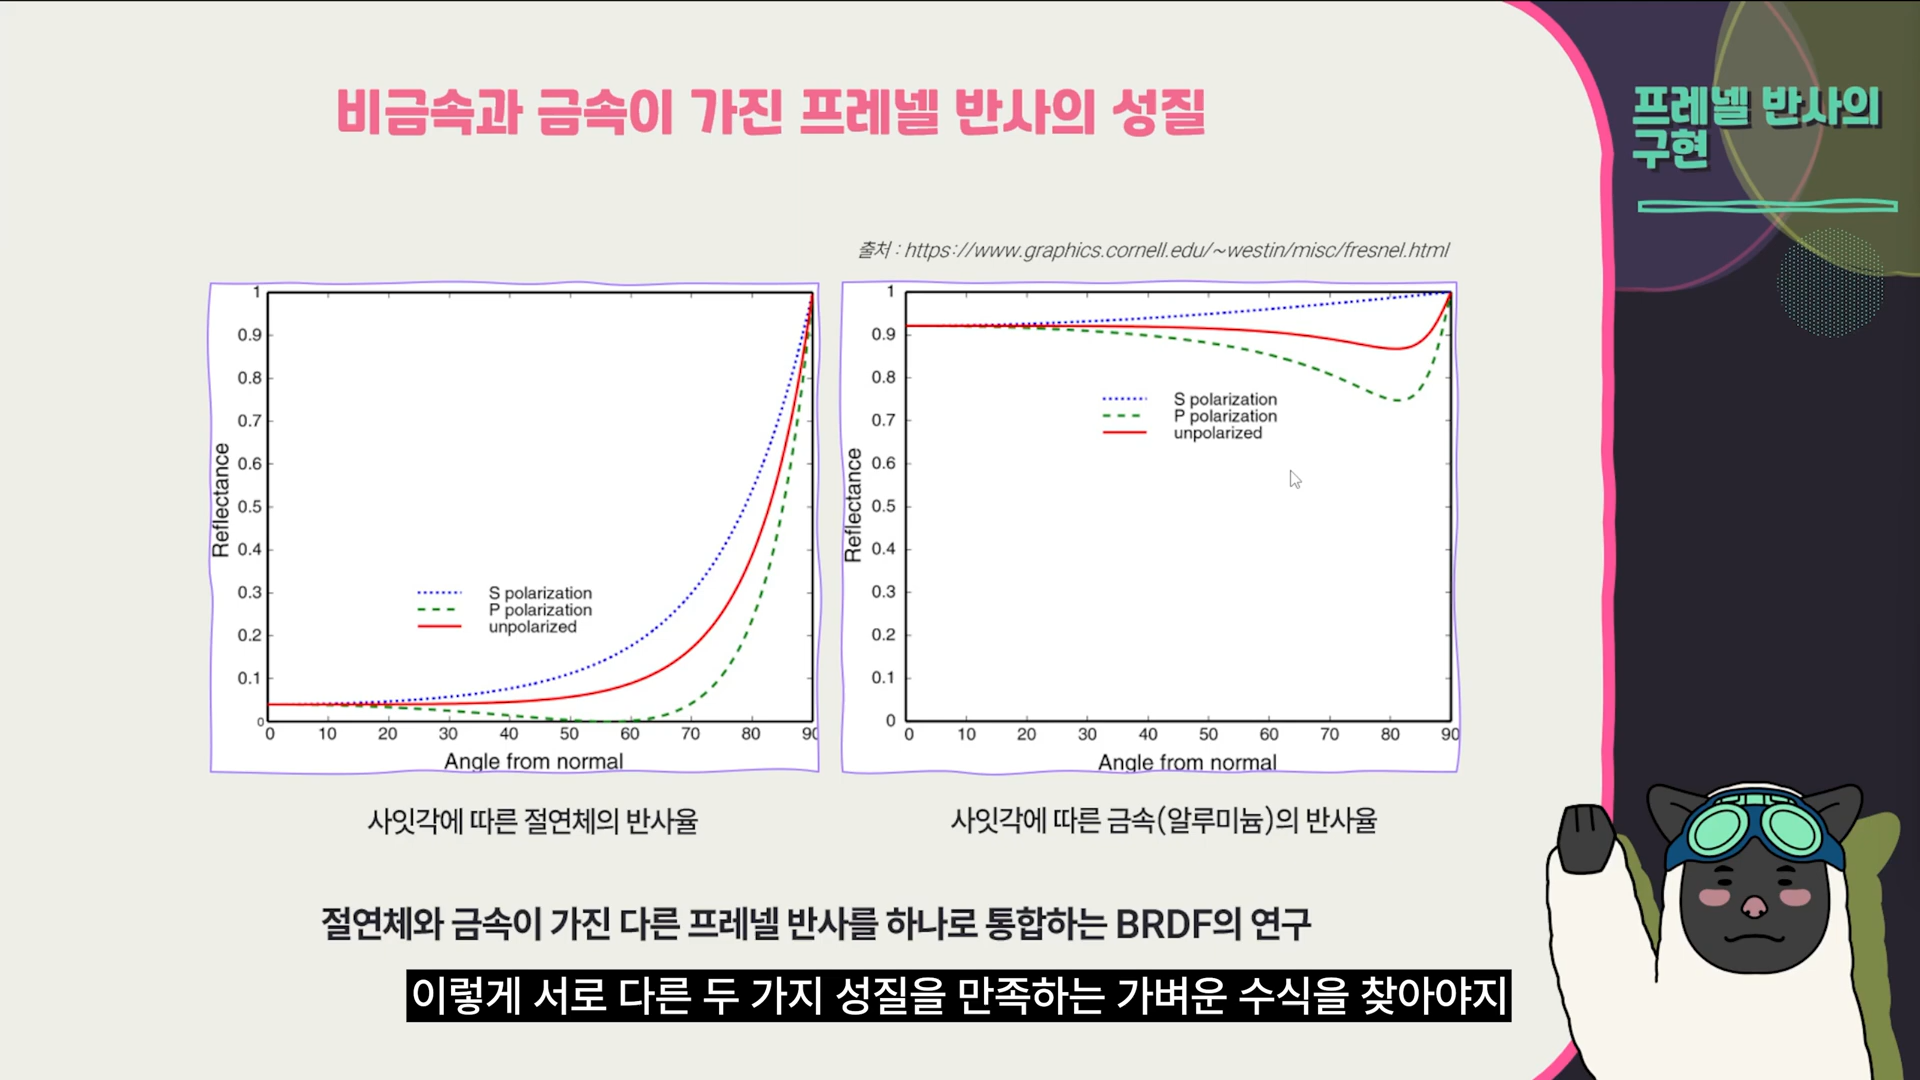 비금속과 금속이 가진 프레넬 반사의 성질
프레넬 반사의
구현
출처 : https://www.graphics.cornell.edu/~westin/misc/fresnel.html
1
0.9
0.8
0.7
0.6
0.5
0.4
0.3
0.2
0.1
0
Reflectance
S polarization
P polarization
unpolarized
0 10 20 30 40 50 60 70 80 90
Angle from normal
1
0.9
0.8
0.7
0.6
0.5
0.4
0.3
0.2
0.1
0
Reflectance
S polarization
P polarization
unpolarized
0 10 20 30 40 50 60 70 80 90
Angle from normal
사잇각에 따른 절연체의 반사율
사잇각에 따른 금속(알루미늄)의 반사율
절연체와 금속이 가진 다른 프레넬 반사를 하나로 통합하는 BRDF의 연구
이렇게 서로 다른 두 가지 성질을 만족하는 가벼운 수식을 찾아야지